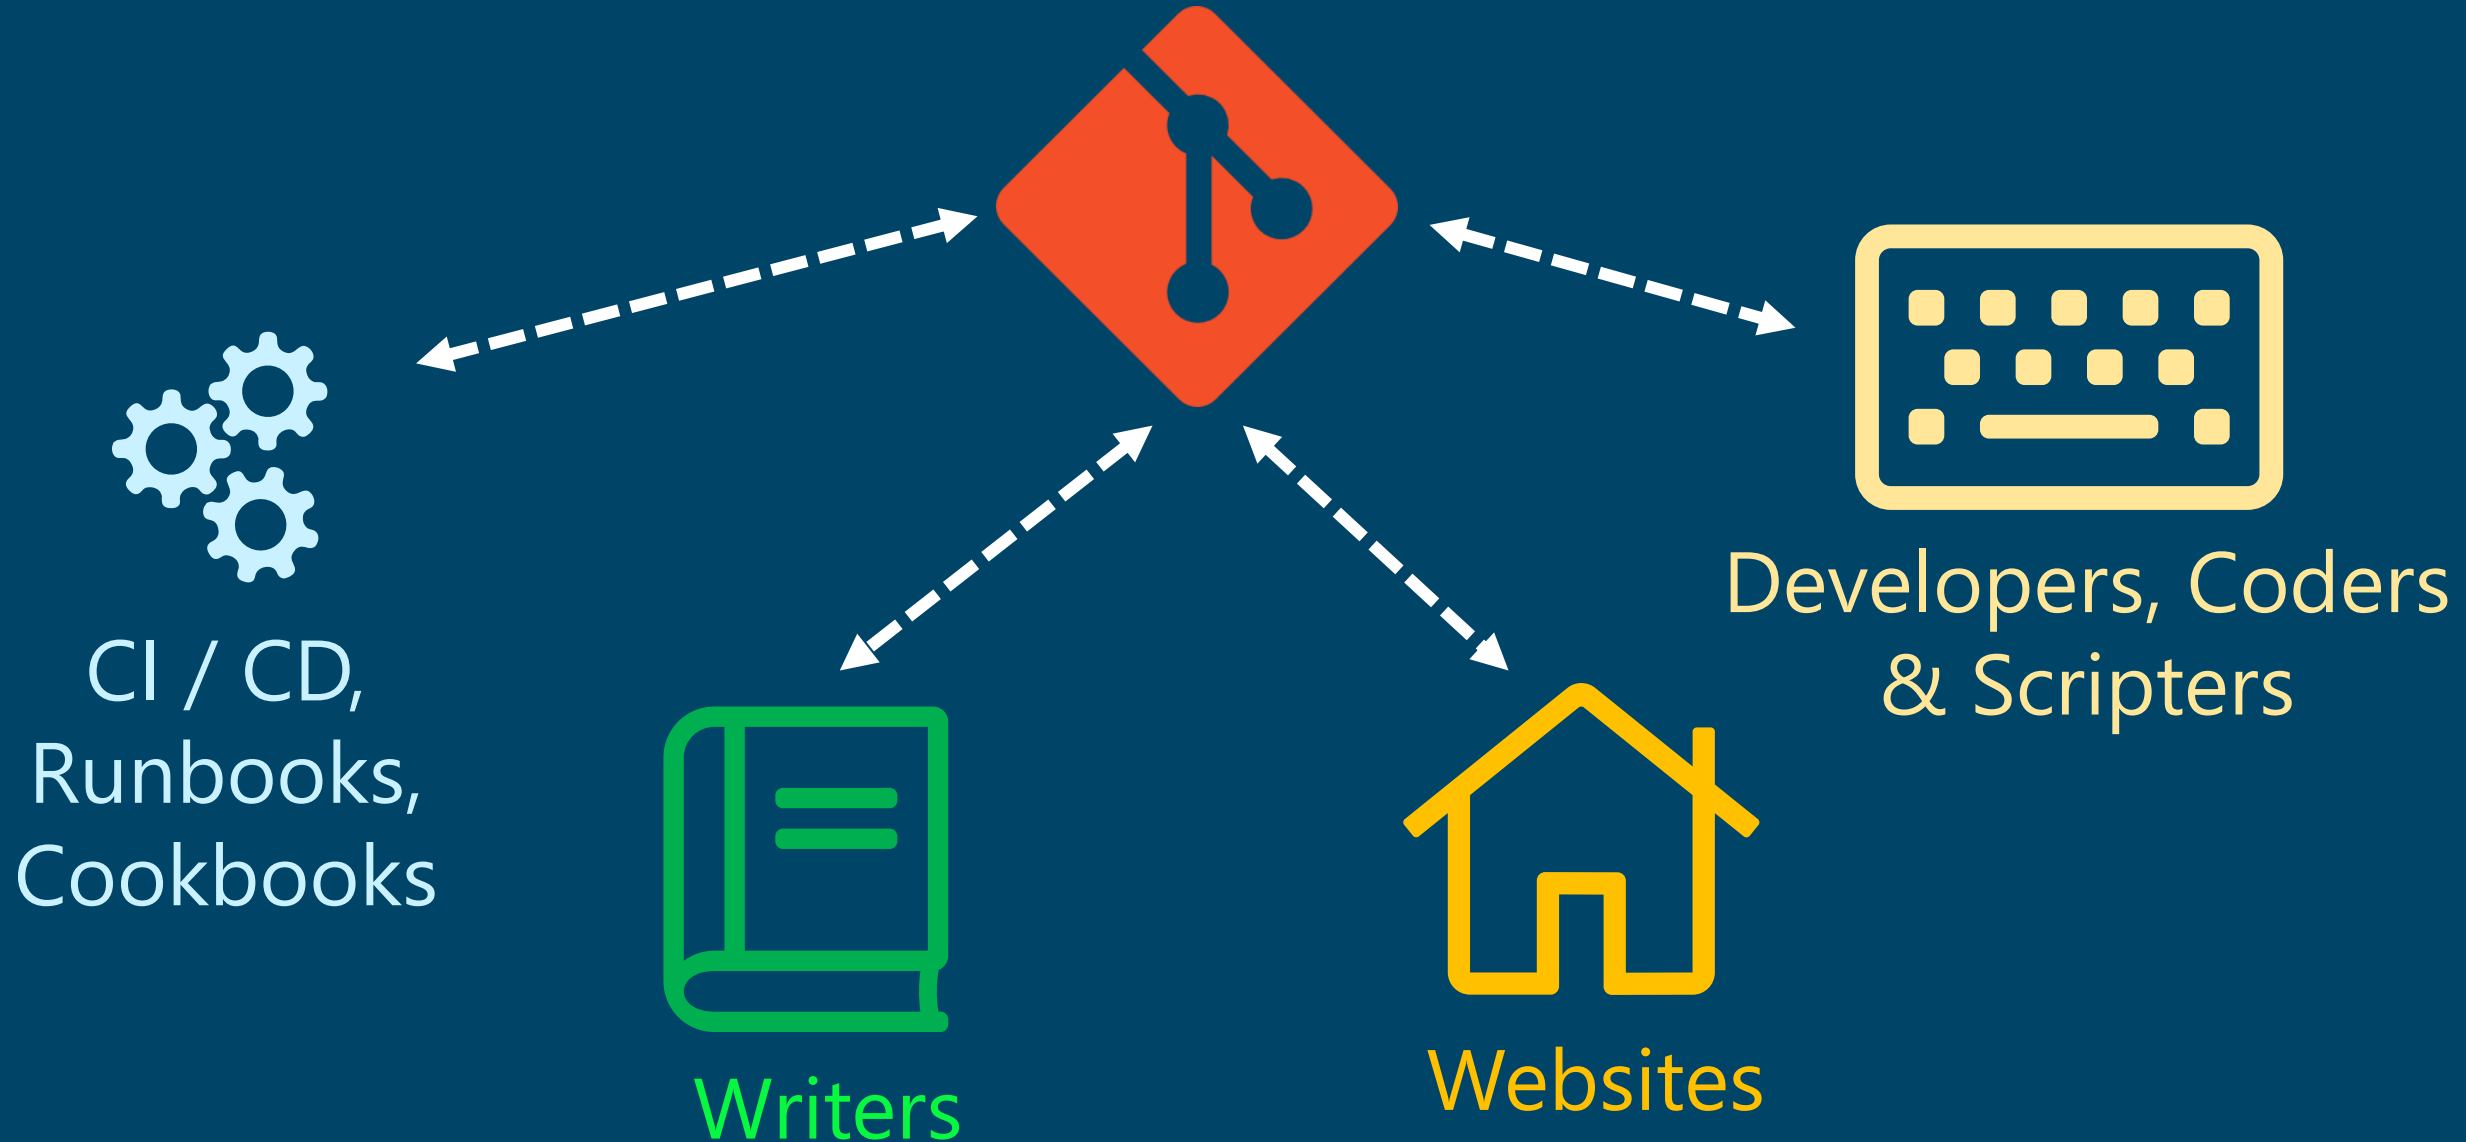 CI / CD,
Runbooks,
Cookbooks
Writers
Websites
Developers, Coders
& Scripters